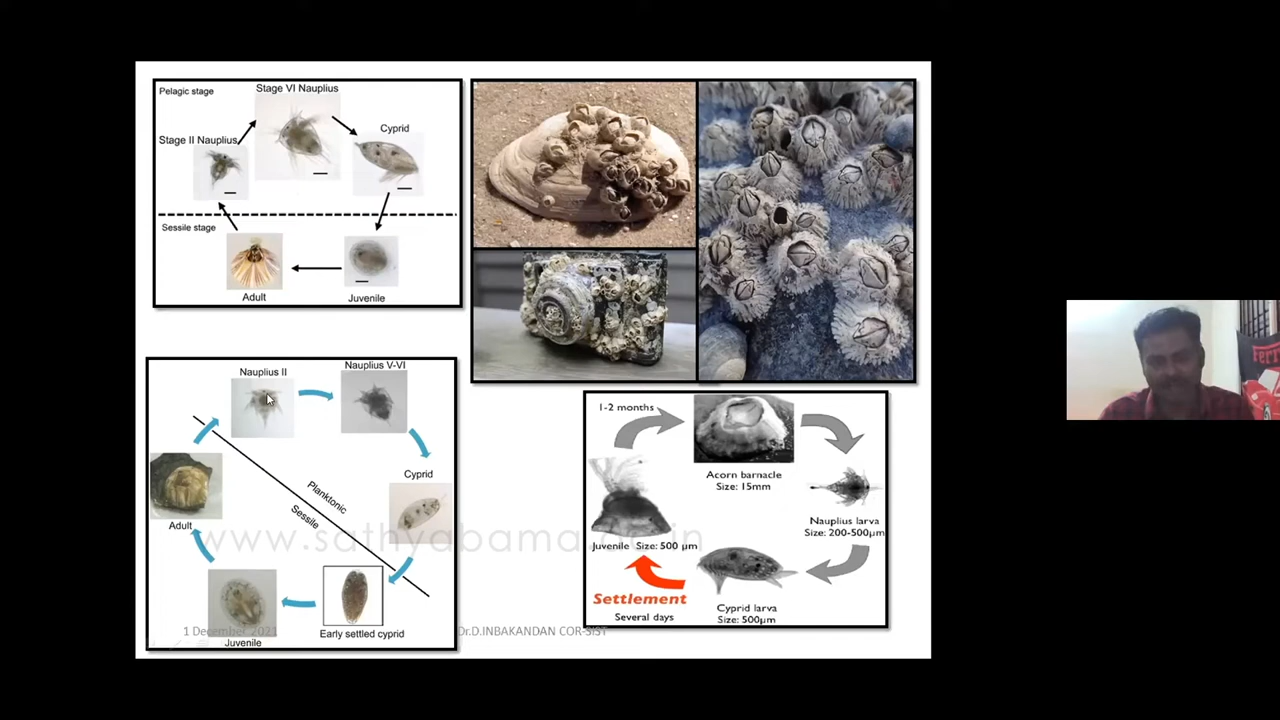 Pelagic stage
Stage VI Nauplius
Stage II Nauplius
Cyprid
Sessile stage
Adult
Juvenile
Nauplius II
Nauplius V-VI
Cyprid
Planktonic
Sessile
Adult
Early settled cyprid
Juvenile
1-2 months
Acorn barnacle
Size: 15mm
Nauplius larva
Size: 200-500µm
Juvenile Size: 500 µm
Settlement
Several days
Cyprid larva
Size: 500µm
www.sathyabama.ac.in
1 December 2021
Dr.D.INBAKANDAN COR-SIST